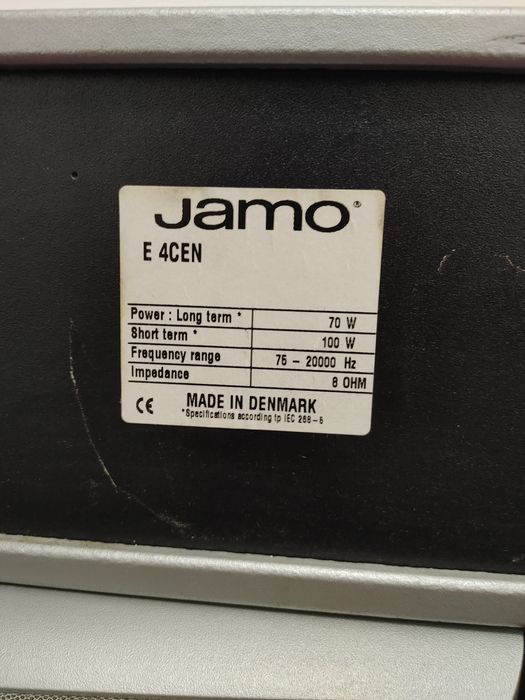 Jamo®
E 4CEN
Power : Long term * 70 W
Short term * 100 W
Frequency range 75 – 20000 Hz
Impedance 8 OHM
CE MADE IN DENMARK
*Specifications according tp IEC 268-5